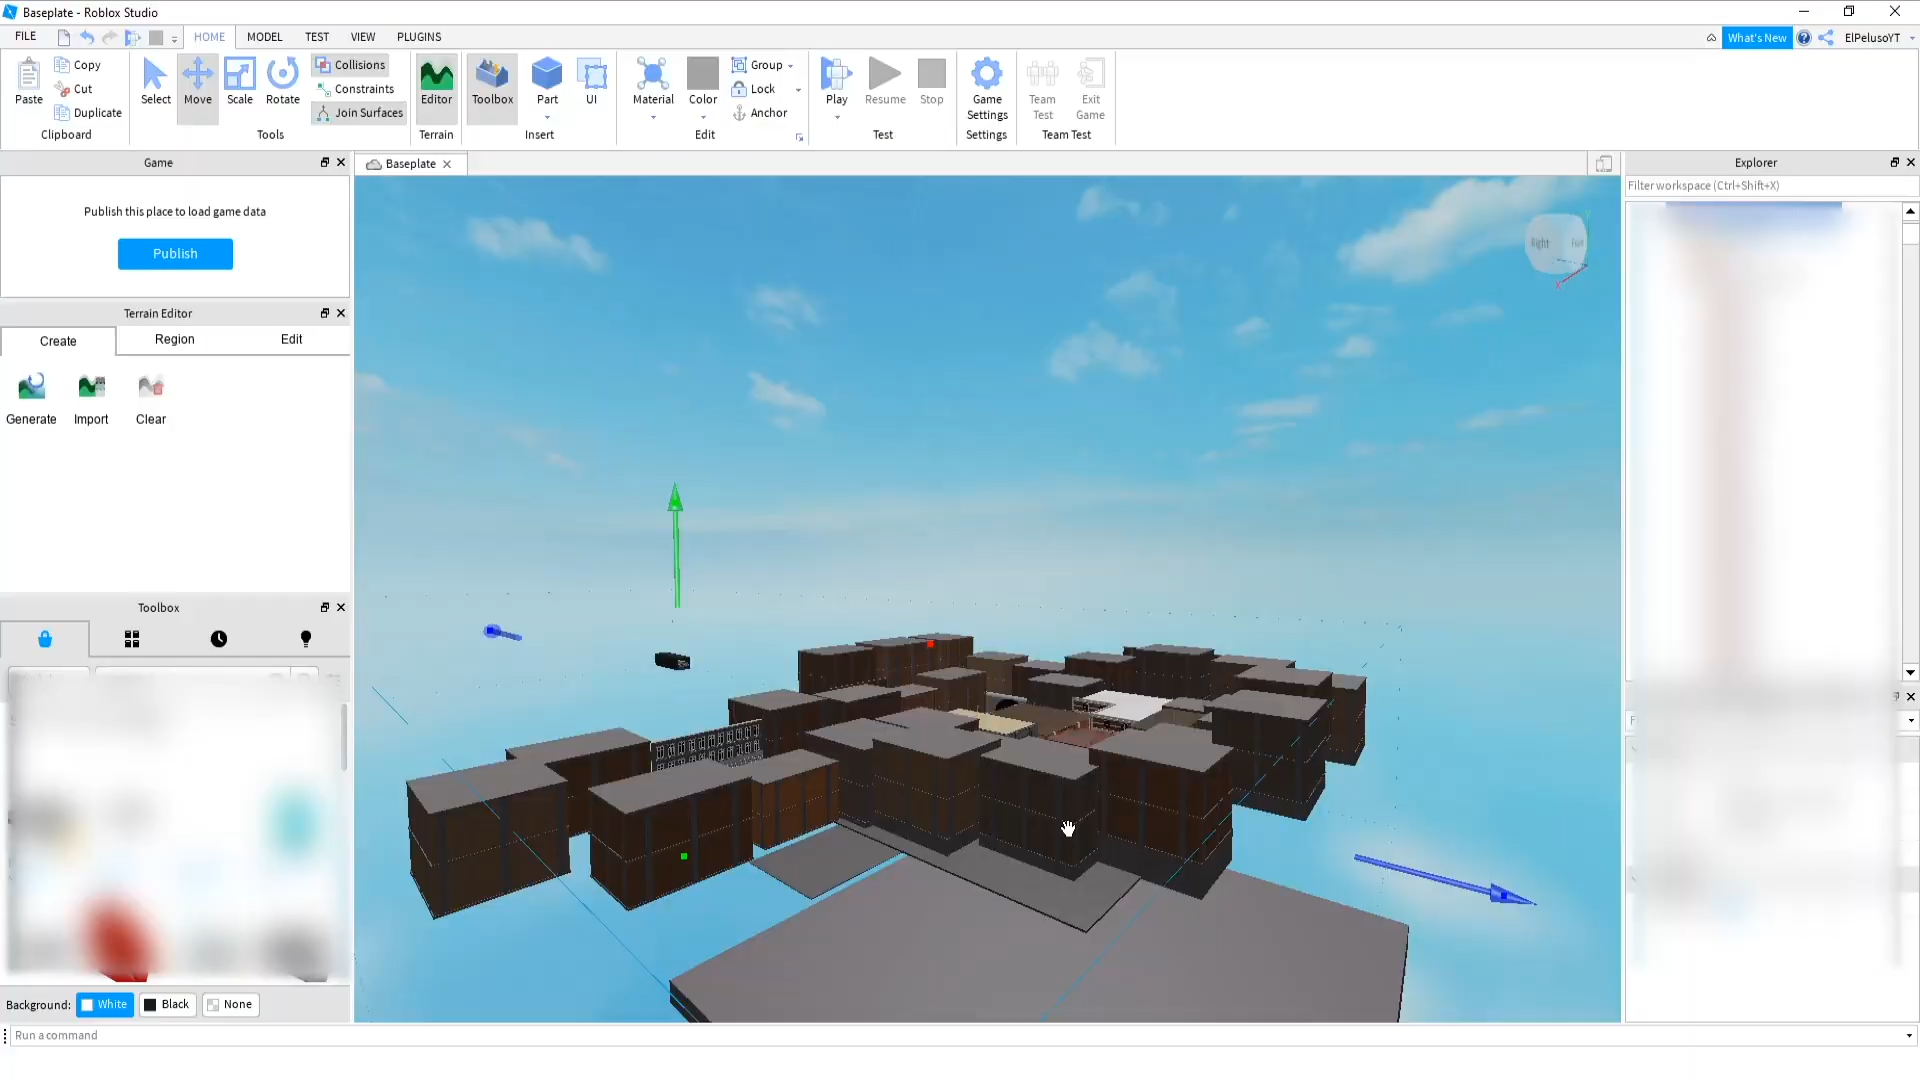 Baseplate - Roblox Studio
FILE
HOME
MODEL
TEST
VIEW
PLUGINS
What's New
ElPelusoYT
Paste
Copy
Cut
Duplicate
Clipboard
Select
Move
Scale
Rotate
Collisions
Constraints
Join Surfaces
Tools
Editor
Terrain
Toolbox
Part
UI
Insert
Material
Color
Group
Lock
Anchor
Edit
Play
Resume
Stop
Test
Game
Settings
Settings
Team
Test
Exit
Game
Team Test
Game
Publish this place to load game data
Publish
Terrain Editor
Create
Region
Edit
Generate
Import
Clear
Toolbox
Background:
White
Black
None
Run a command
Baseplate
Right
X
Explorer
Filter workspace (Ctrl+Shift+X)